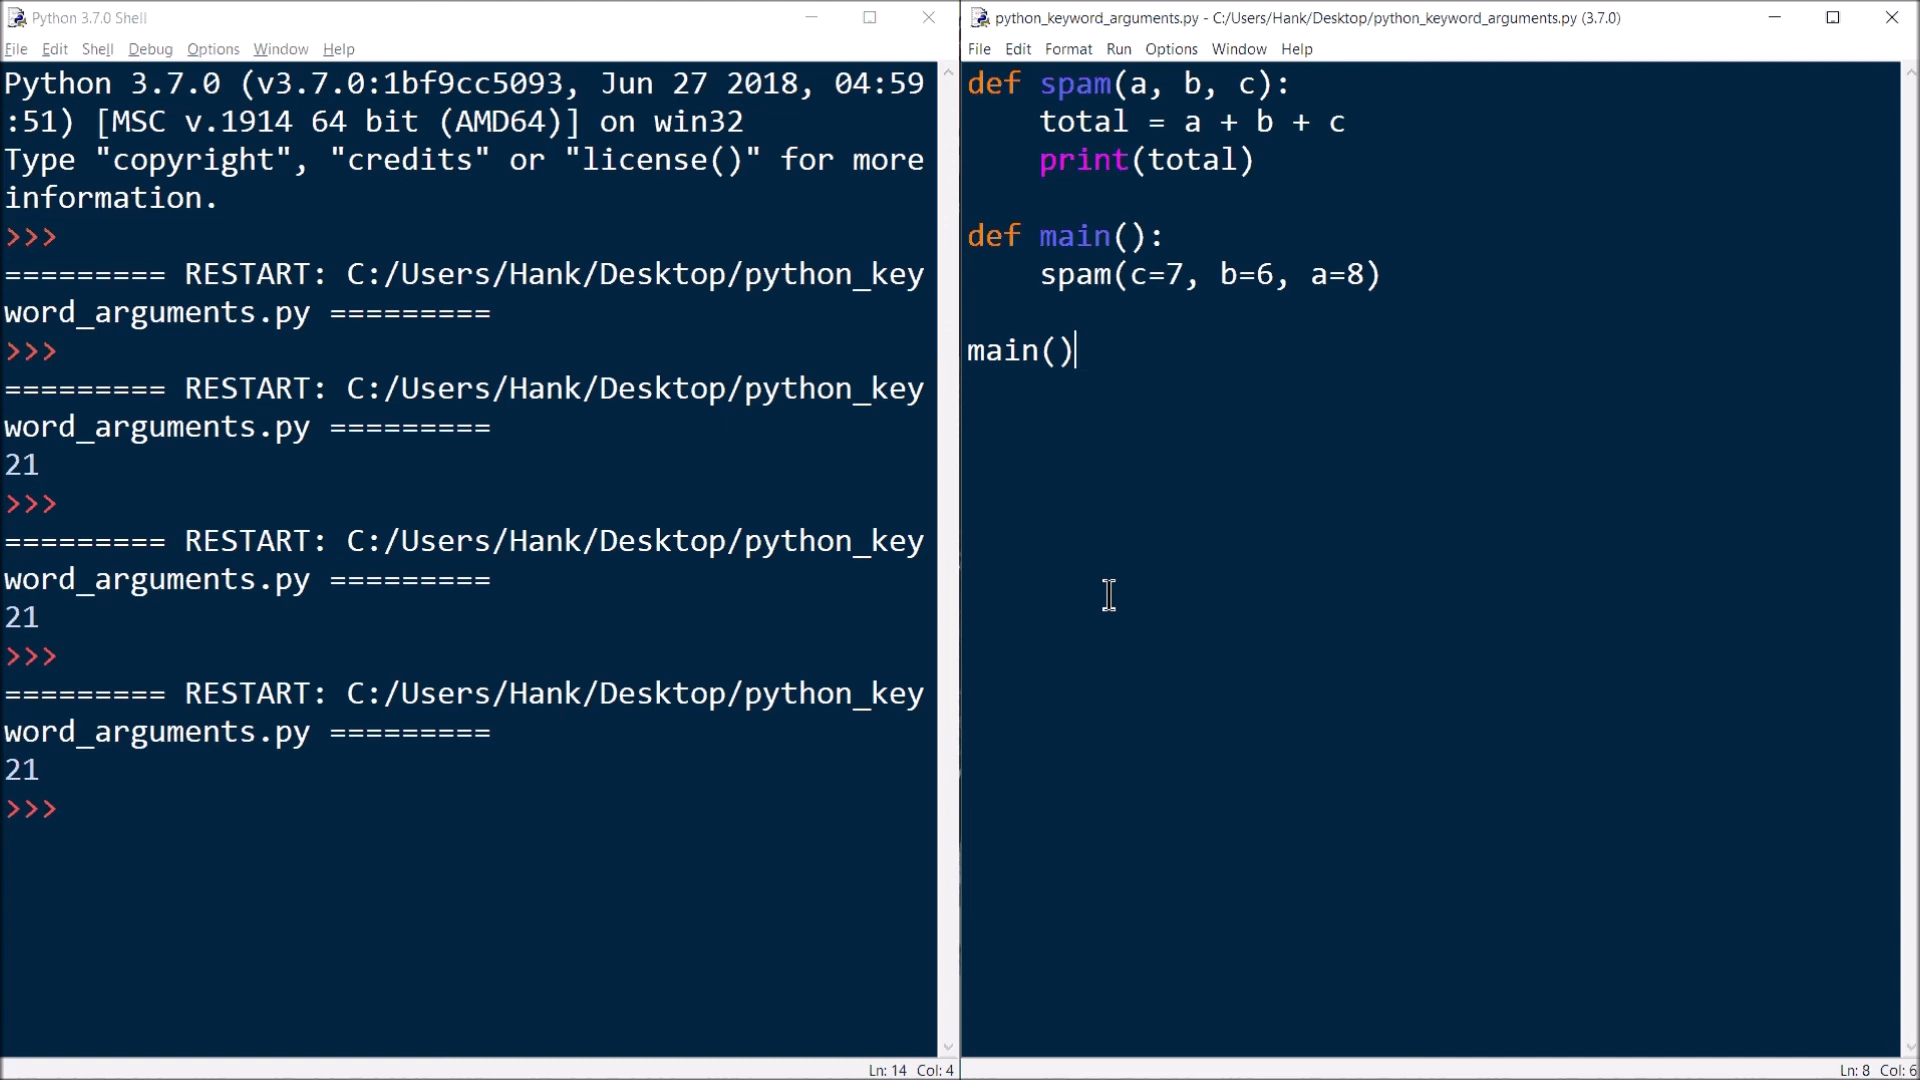 Python 3.7.0 Shell
File Edit Shell Debug Options Window Help
Python 3.7.0 (v3.7.0:1bf9cc5093, Jun 27 2018, 04:59
:51) [MSC v.1914 64 bit (AMD64)] on win32
Type "copyright", "credits" or "license()" for more
information.
>>>
========= RESTART: C:/Users/Hank/Desktop/python_key
word_arguments.py =========
>>>
========= RESTART: C:/Users/Hank/Desktop/python_key
word_arguments.py =========
21
>>>
========= RESTART: C:/Users/Hank/Desktop/python_key
word_arguments.py =========
21
>>>
========= RESTART: C:/Users/Hank/Desktop/python_key
word_arguments.py =========
21
>>>
Ln: 14 Col: 4
python_keyword_arguments.py - C:/Users/Hank/Desktop/python_keyword_arguments.py (3.7.0)
File Edit Format Run Options Window Help
def spam(a, b, c):
    total = a + b + c
    print(total)
def main():
    spam(c=7, b=6, a=8)
main()
Ln: 8 Col: 6